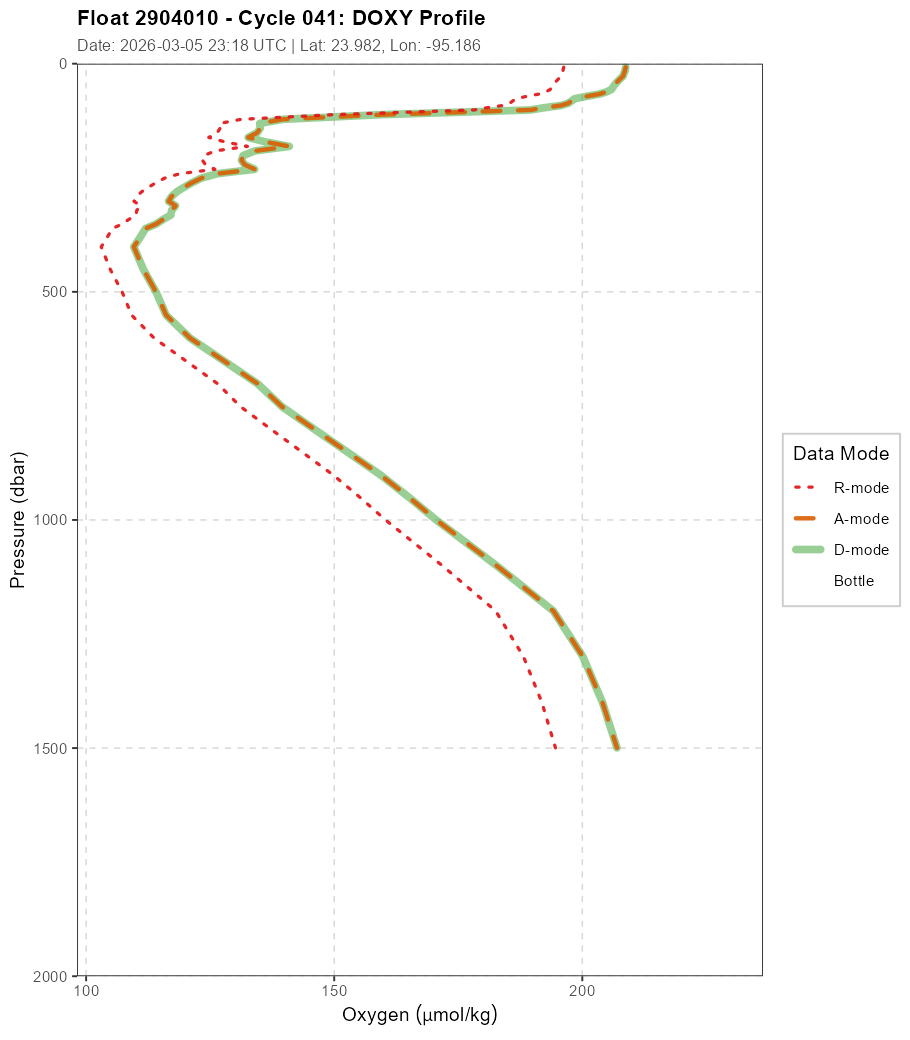 Float 2904010 - Cycle 041: DOXY Profile
Date: 2026-03-05 23:18 UTC | Lat: 23.982, Lon: -95.186
0
500
1000
1500
2000
Pressure (dbar)
100
150
200
Oxygen (µmol/kg)
Data Mode
R-mode
A-mode
D-mode
Bottle